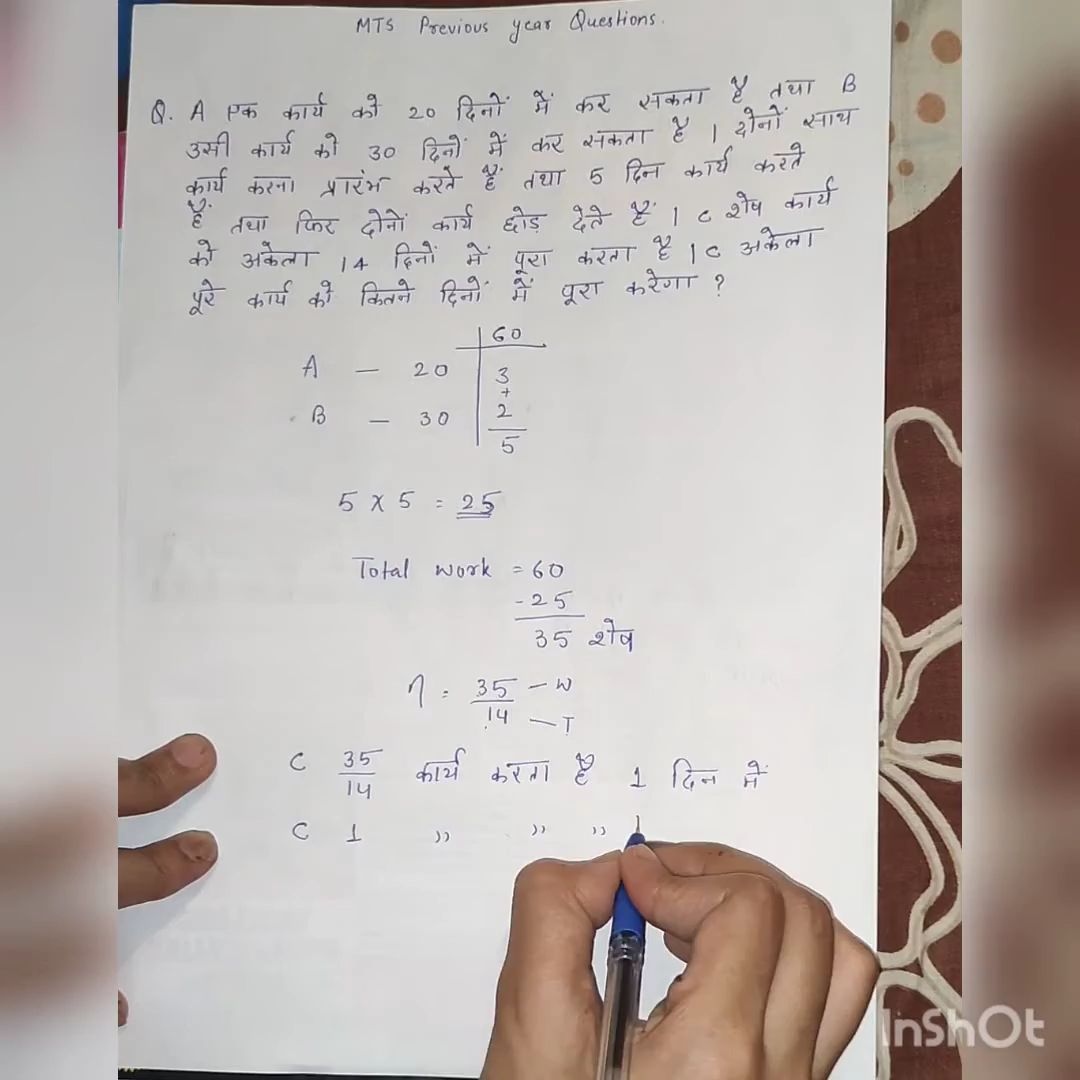 MTS Previous year Questions.
Q. A एक कार्य को 20 दिनों में कर सकता है तथा B
उसी कार्य को 30 दिनों में कर सकता है । दोनों साथ
कार्य करना प्रारंभ करते हैं तथा 5 दिन कार्य करते
हैं तथा फिर दोनों कार्य छोड़ देते हैं । C शेष कार्य
को अकेला 14 दिनों में पूरा करता है । C अकेला
पूरे कार्य को कितने दिनों में पूरा करेगा ?
60
A — 20 3
+
B — 30 2
5
5 x 5 = 25
Total work = 60
- 25
35 शेष
η = 35 — W
14 — T
C 35/14 कार्य करता है 1 दिन में
C 1 ,, ,, ,, 1
InShOt